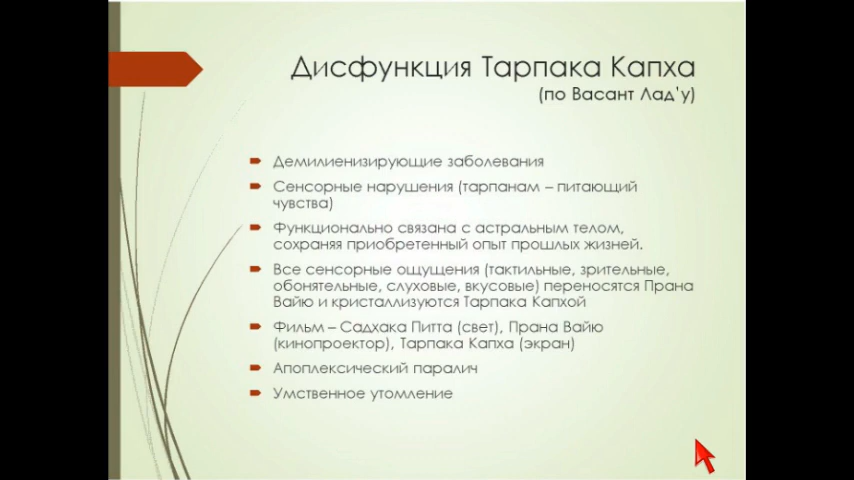 Дисфункция Тарпака Капха
(по Васант Лад'у)
Демилиенизирующие заболевания
Сенсорные нарушения (тарпанам – питающий
чувства)
Функционально связана с астральным телом,
сохраняя приобретенный опыт прошлых жизней.
Все сенсорные ощущения (тактильные, зрительные,
обонятельные, слуховые, вкусовые) переносятся Прана
Вайю и кристаллизуются Тарпака Капхой
Фильм – Садхака Питта (свет), Прана Вайю
(кинопроектор), Тарпака Капха (экран)
Апоплексический паралич
Умственное утомление